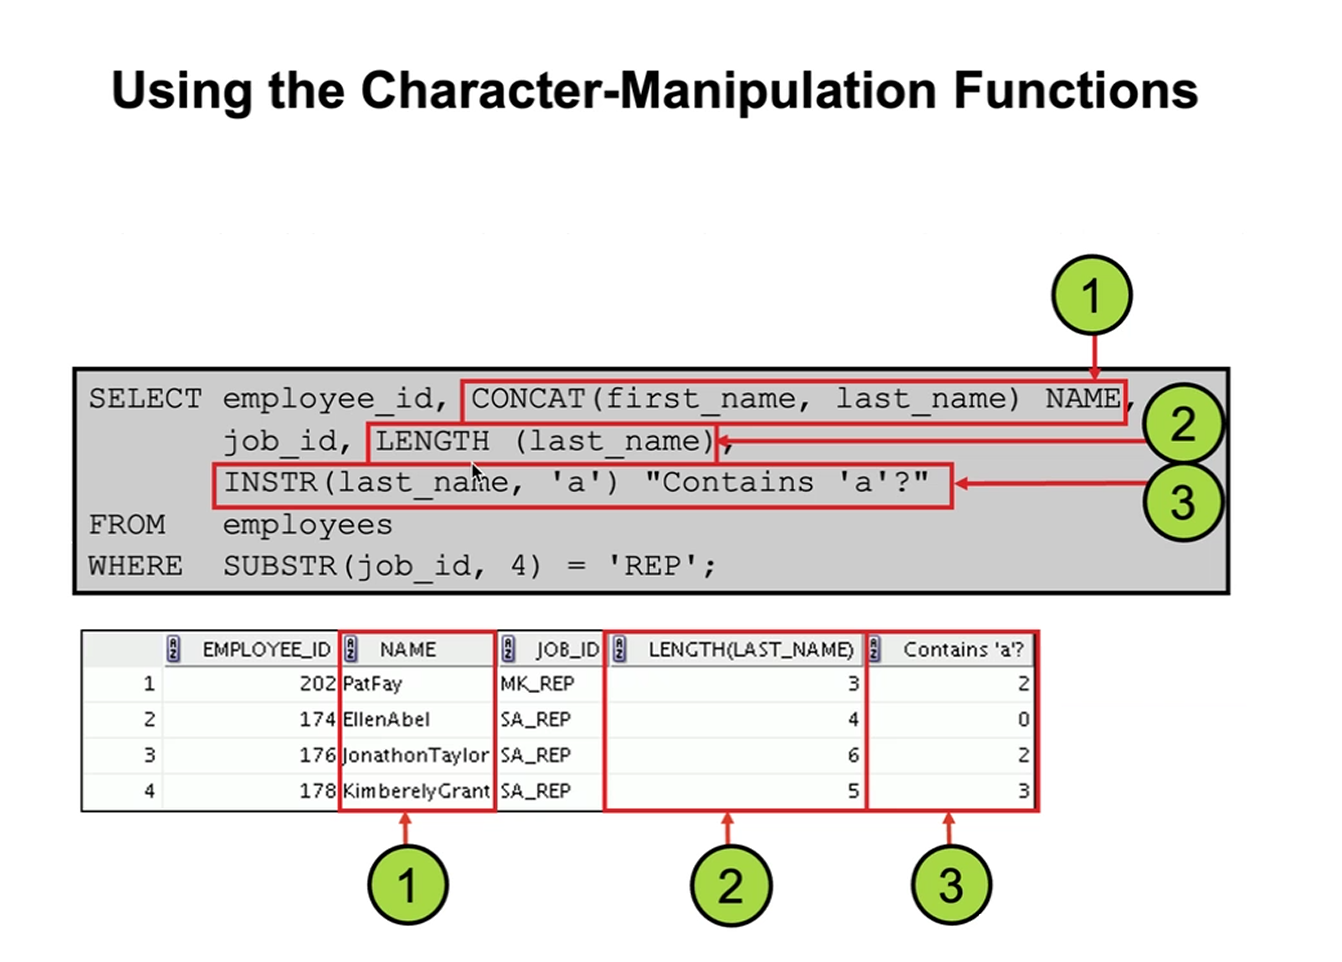 Using the Character-Manipulation Functions
1
SELECT employee_id, CONCAT(first_name, last_name) NAME,
job_id, LENGTH (last_name),
2
INSTR(last_name, 'a') "Contains 'a'?"
3
FROM employees
WHERE SUBSTR(job_id, 4) = 'REP';
EMPLOYEE_ID NAME JOB_ID LENGTH(LAST_NAME) Contains 'a'?
1 202 PatFay MK_REP 3 2
2 174 EllenAbel SA_REP 4 0
3 176 JonathonTaylor SA_REP 6 2
4 178 KimberelyGrant SA_REP 5 3
1 2 3